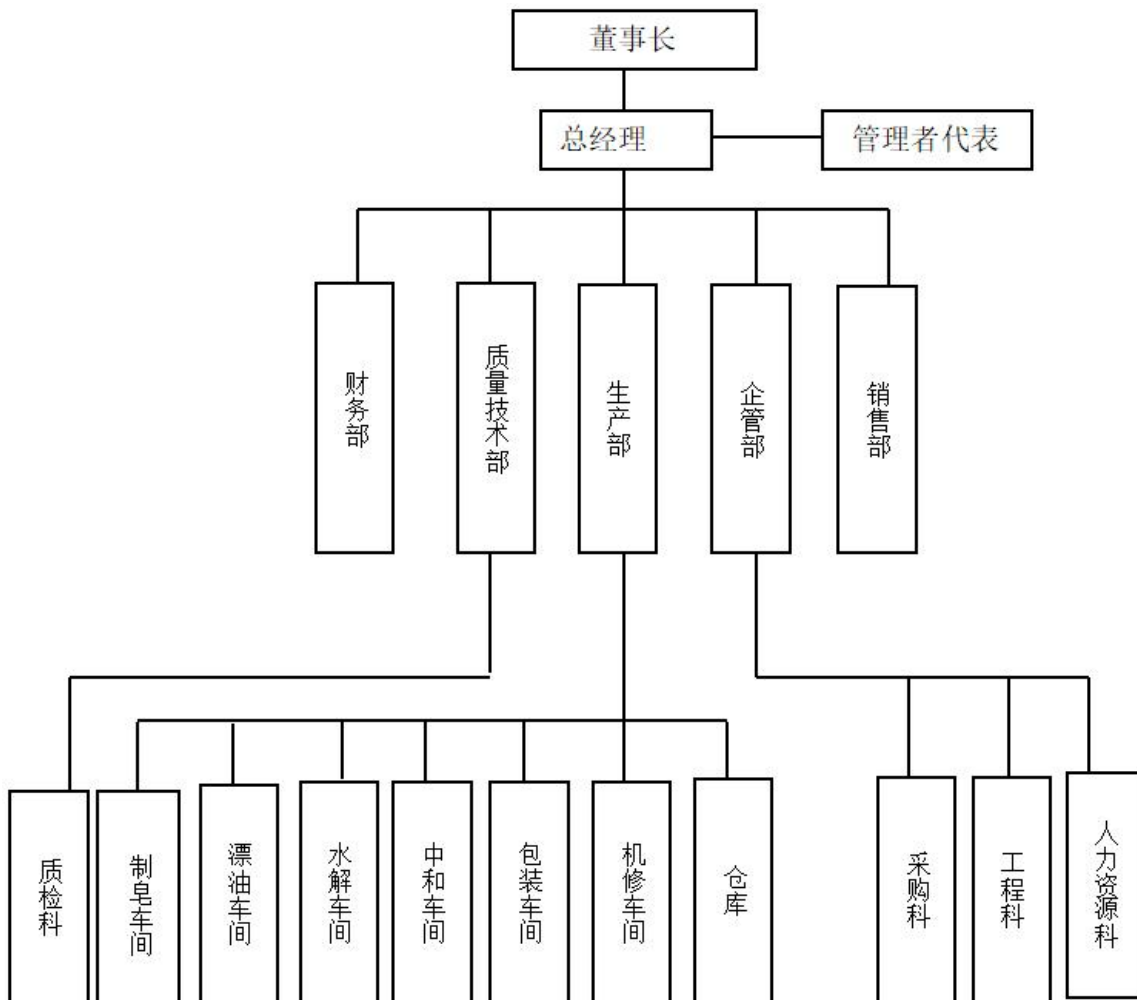 董事长
总经理
管理者代表
财务部
质量技术部
生产部
企管部
销售部
质检科
制皂车间
漂油车间
水解车间
中和车间
包装车间
机修车间
仓库
采购科
工程科
人力资源科